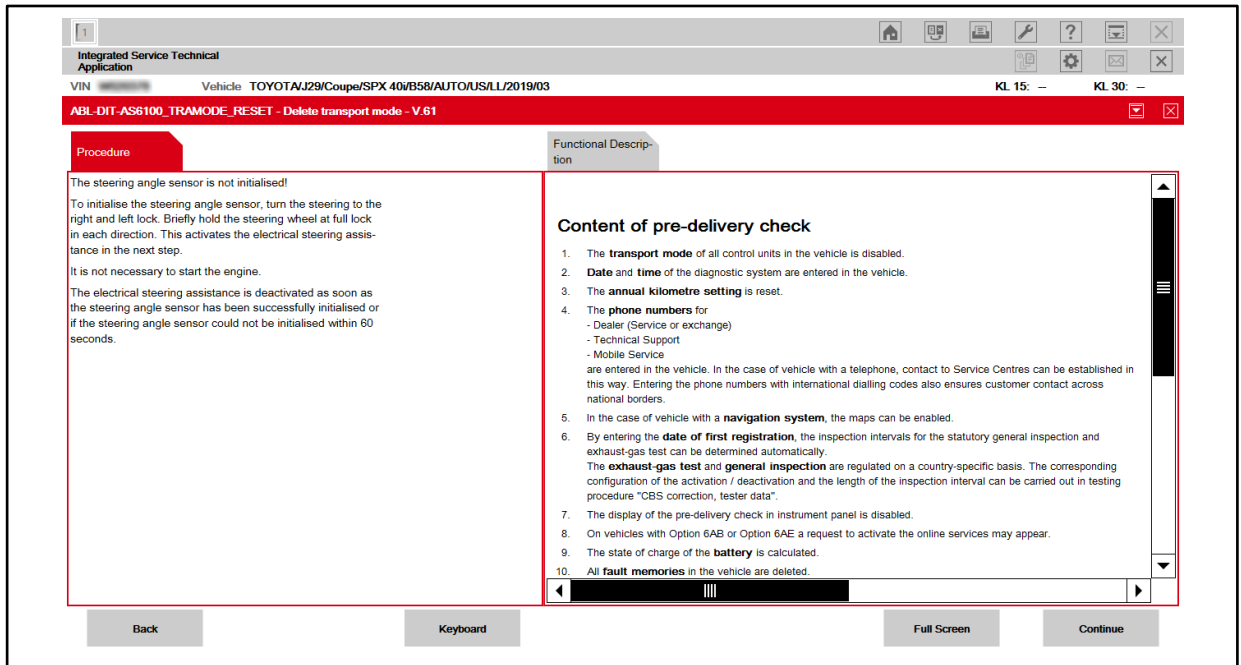 1
Integrated Service Technical
Application
VIN Vehicle TOYOTA/J29/Coupe/SPX 40i/B58/AUTO/US/LL/2019/03 KL 15: – KL 30: –
ABL-DIT-AS6100_TRAMODE_RESET - Delete transport mode - V.61
Procedure
The steering angle sensor is not initialised!
To initialise the steering angle sensor, turn the steering to the
right and left lock. Briefly hold the steering wheel at full lock
in each direction. This activates the electrical steering assis-
tance in the next step.
It is not necessary to start the engine.
The electrical steering assistance is deactivated as soon as
the steering angle sensor has been successfully initialised or
if the steering angle sensor could not be initialised within 60
seconds.
Functional Descrip-
tion
Content of pre-delivery check
1. The transport mode of all control units in the vehicle is disabled.
2. Date and time of the diagnostic system are entered in the vehicle.
3. The annual kilometre setting is reset.
4. The phone numbers for
- Dealer (Service or exchange)
- Technical Support
- Mobile Service
are entered in the vehicle. In the case of vehicle with a telephone, contact to Service Centres can be established in
this way. Entering the phone numbers with international dialling codes also ensures customer contact across
national borders.
5. In the case of vehicle with a navigation system, the maps can be enabled.
6. By entering the date of first registration, the inspection intervals for the statutory general inspection and
exhaust-gas test can be determined automatically.
The exhaust-gas test and general inspection are regulated on a country-specific basis. The corresponding
configuration of the activation / deactivation and the length of the inspection interval can be carried out in testing
procedure "CBS correction, tester data".
7. The display of the pre-delivery check in instrument panel is disabled.
8. On vehicles with Option 6AB or Option 6AE a request to activate the online services may appear.
9. The state of charge of the battery is calculated.
10. All fault memories in the vehicle are deleted.
Back Keyboard Full Screen Continue